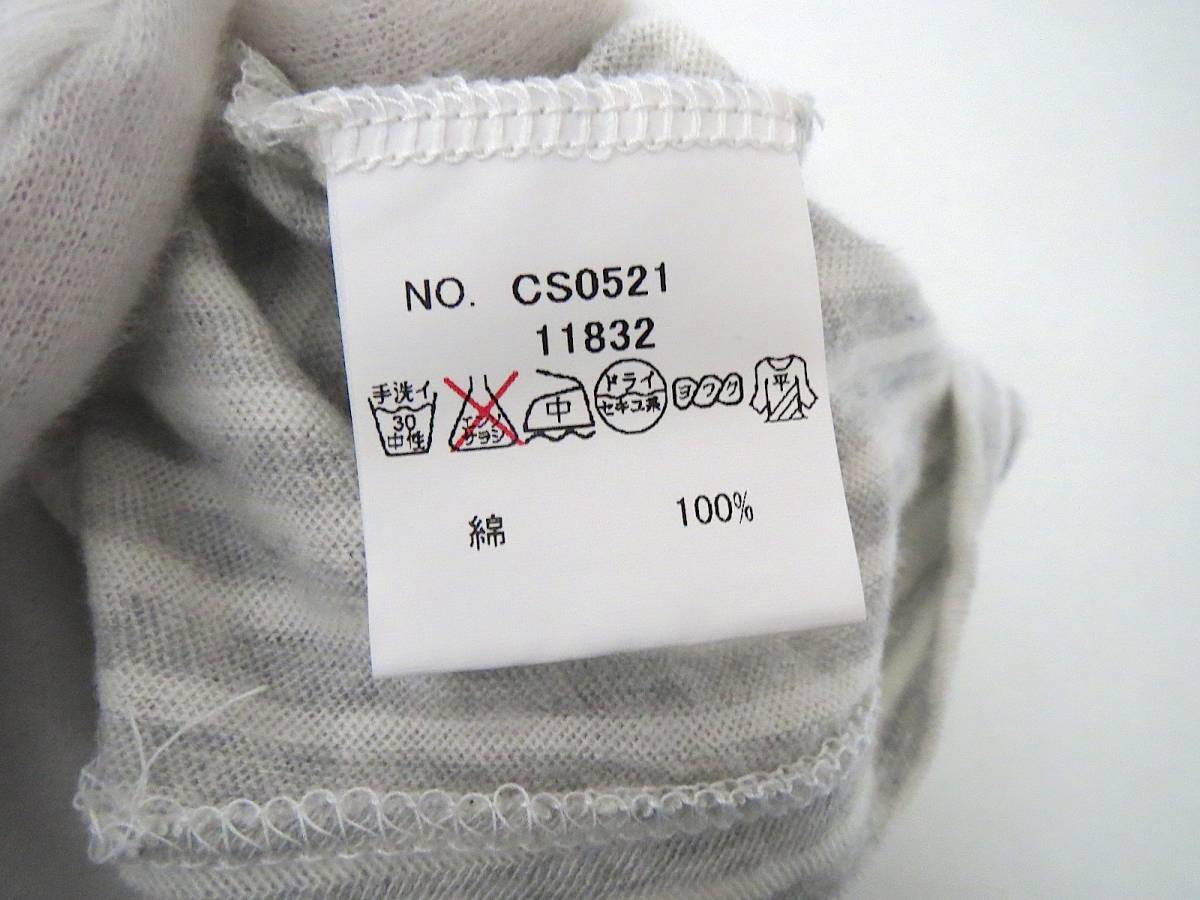 NO. CS0521
11832
手洗イ
30
中性
エンソ
サラシ
中
ドライ
セキユ系
ヨワク
平
綿 100%